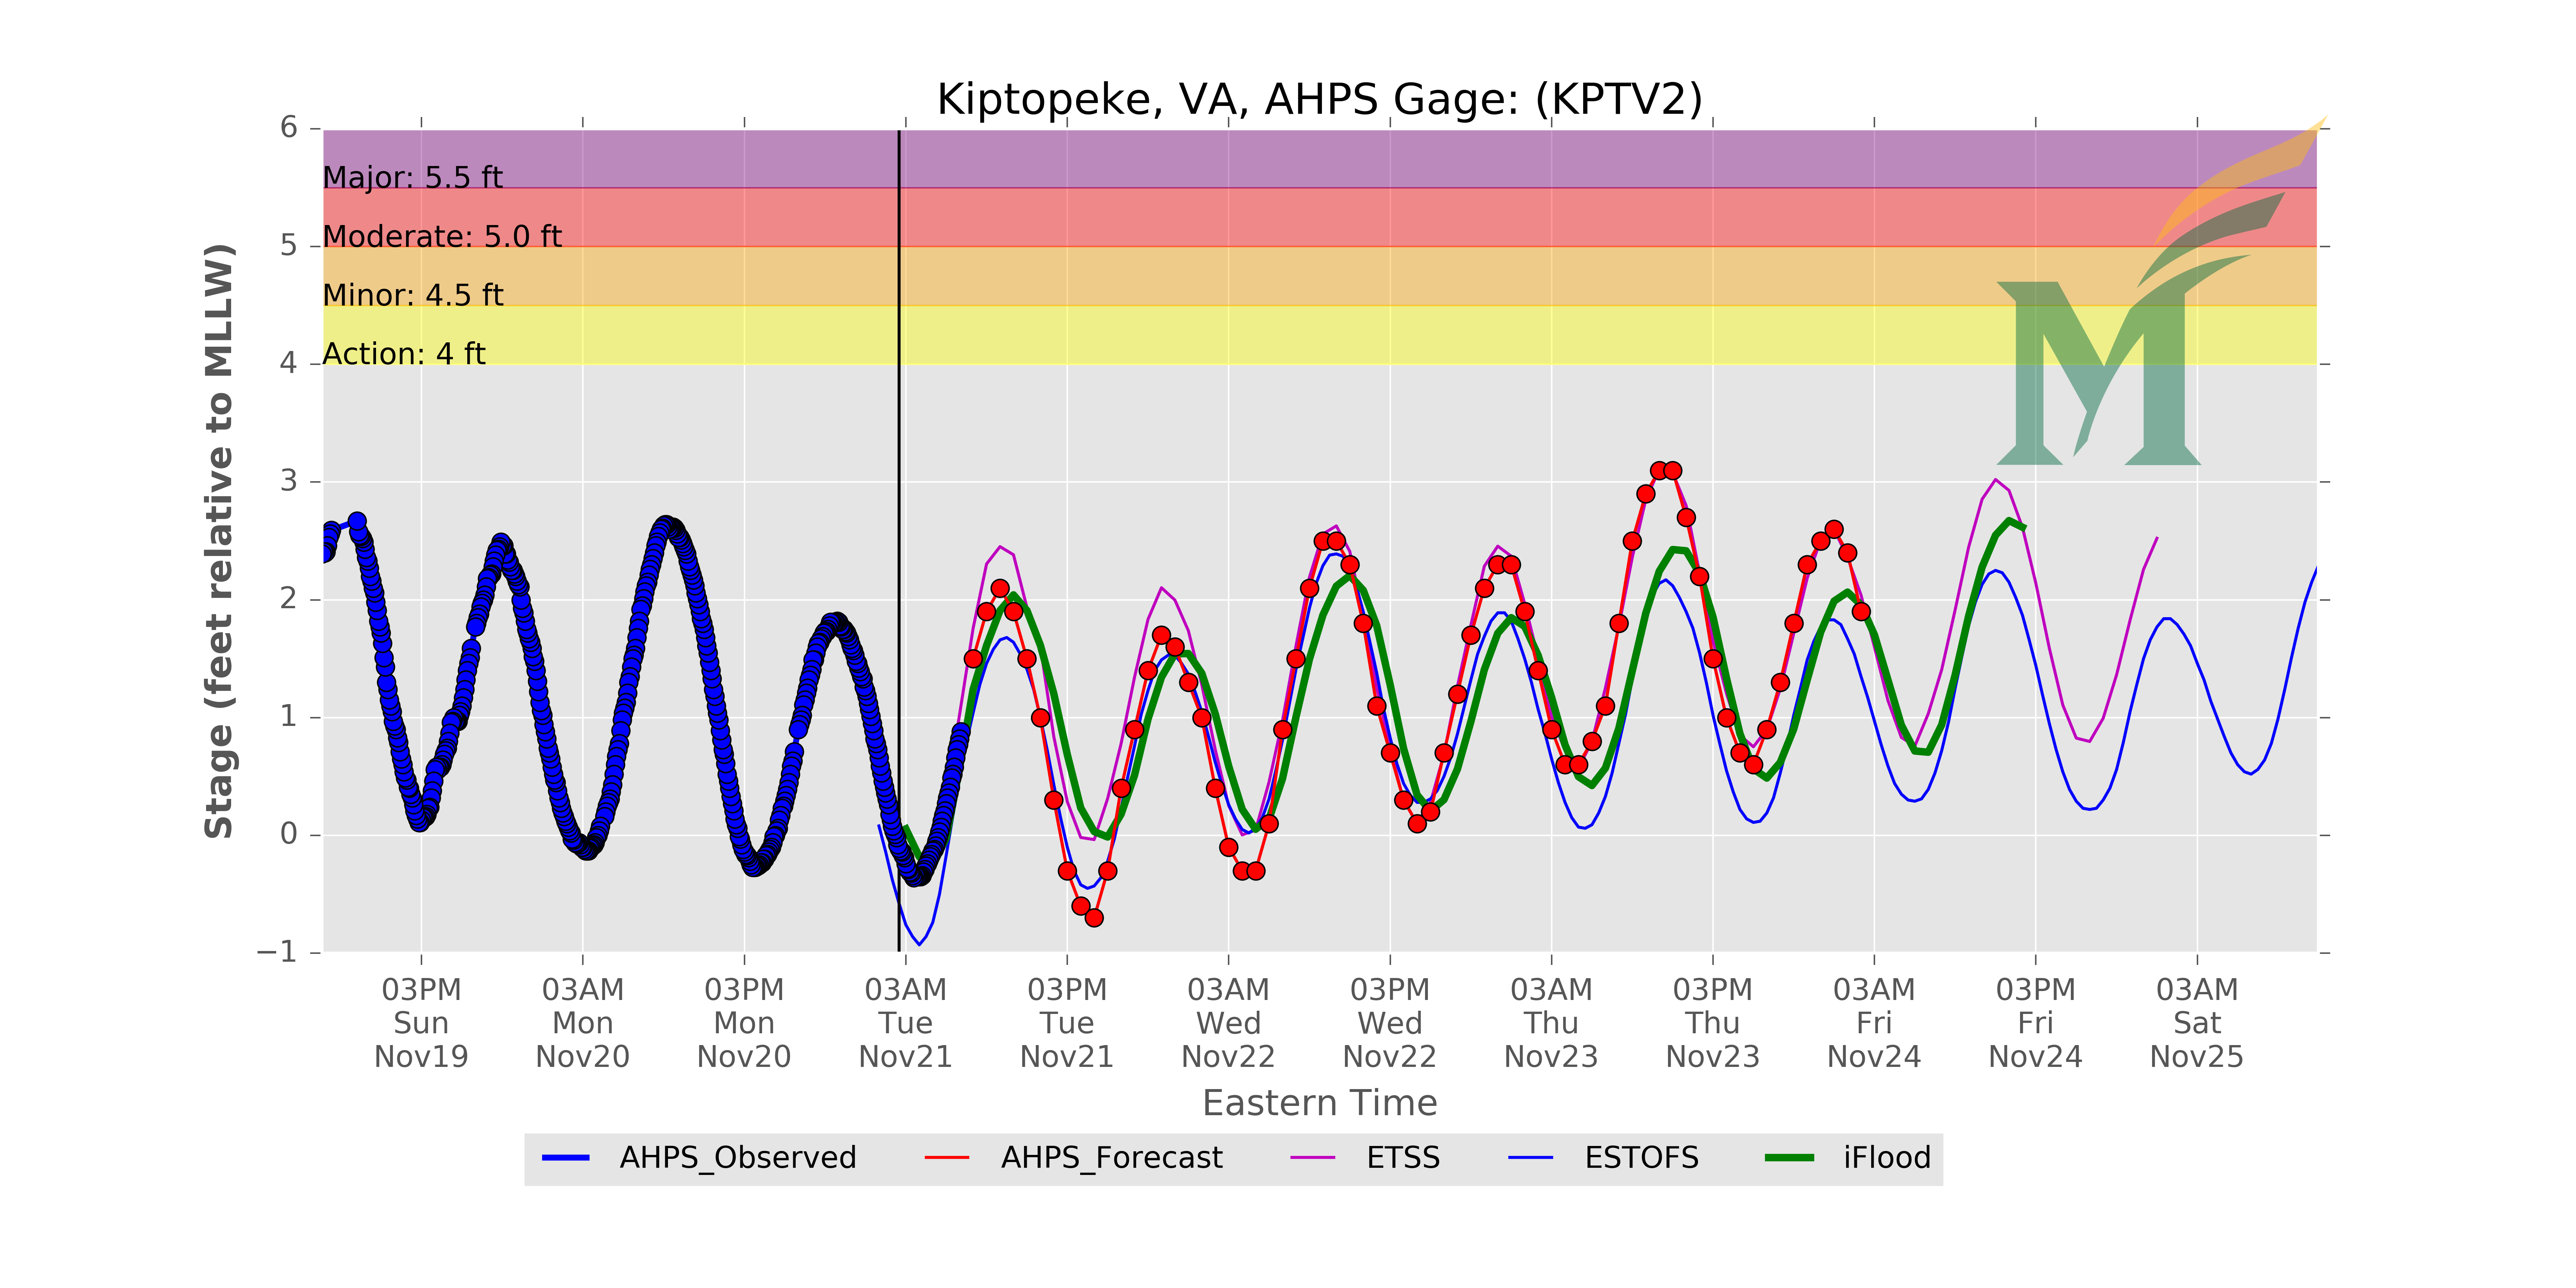 Kiptopeke, VA, AHPS Gage: (KPTV2)
Stage (feet relative to MLLW)
6
5
4
3
2
1
0
−1
Major: 5.5 ft
Moderate: 5.0 ft
Minor: 4.5 ft
Action: 4 ft
M
03PM
Sun
Nov19
03AM
Mon
Nov20
03PM
Mon
Nov20
03AM
Tue
Nov21
03PM
Tue
Nov21
03AM
Wed
Nov22
03PM
Wed
Nov22
03AM
Thu
Nov23
03PM
Thu
Nov23
03AM
Fri
Nov24
03PM
Fri
Nov24
03AM
Sat
Nov25
Eastern Time
AHPS_Observed
AHPS_Forecast
ETSS
ESTOFS
iFlood